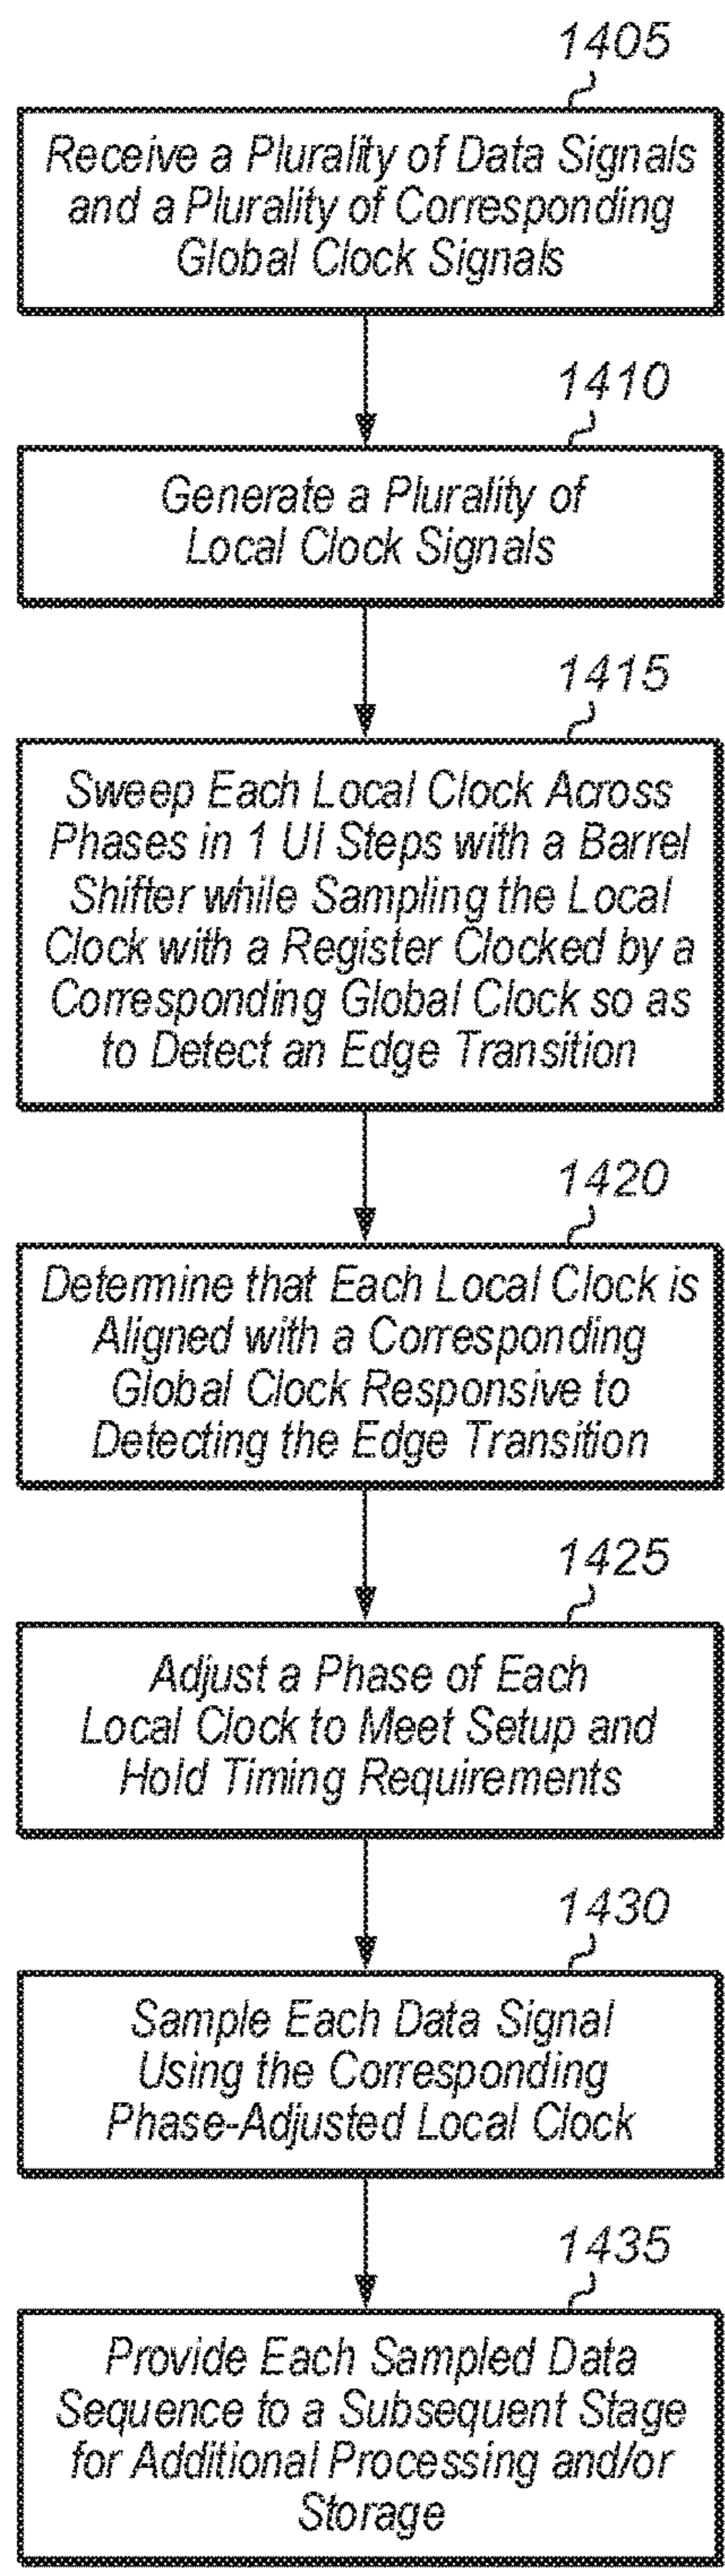 1405
Receive a Plurality of Data Signals
and a Plurality of Corresponding
Global Clock Signals
1410
Generate a Plurality of
Local Clock Signals
1415
Sweep Each Local Clock Across
Phases in 1 UI Steps with a Barrel
Shifter while Sampling the Local
Clock with a Register Clocked by a
Corresponding Global Clock so as
to Detect an Edge Transition
1420
Determine that Each Local Clock is
Aligned with a Corresponding
Global Clock Responsive to
Detecting the Edge Transition
1425
Adjust a Phase of Each
Local Clock to Meet Setup and
Hold Timing Requirements
1430
Sample Each Data Signal
Using the Corresponding
Phase-Adjusted Local Clock
1435
Provide Each Sampled Data
Sequence to a Subsequent Stage
for Additional Processing and/or
Storage